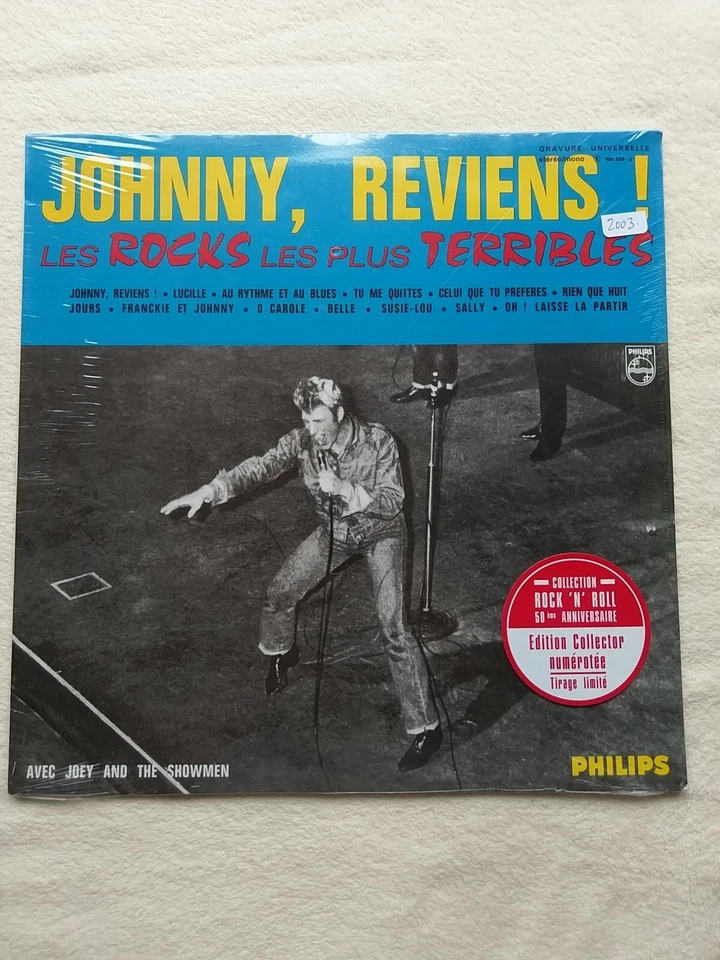 GRAVURE UNIVERSELLE
stéréo/mono
JOHNNY, REVIENS !
2003.
LES ROCKS LES PLUS TERRIBLES
JOHNNY, REVIENS ! • LUCILLE • AU RYTHME ET AU BLUES • TU ME QUITTES • CELUI QUE TU PREFERES • RIEN QUE HUIT
JOURS • FRANCKIE ET JOHNNY • O CAROLE • BELLE • SUSIE-LOU • SALLY • OH ! LAISSE LA PARTIR
PHILIPS
COLLECTION
ROCK 'N' ROLL
50 ème ANNIVERSAIRE
Edition Collector
numérotée
Tirage limité
AVEC JOEY AND THE SHOWMEN
PHILIPS